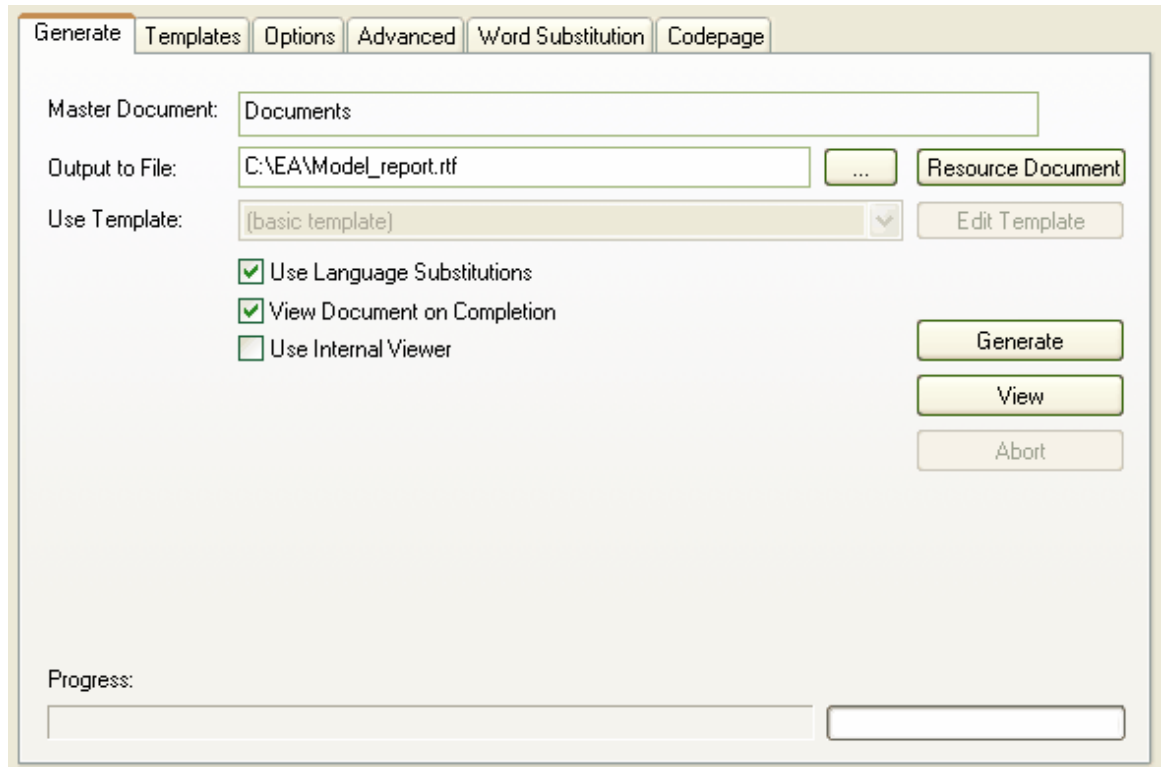 Generate Templates Options Advanced Word Substitution Codepage
Master Document: Documents
Output to File: C:\EA\Model_report.rtf ... Resource Document
Use Template: (basic template) Edit Template
Use Language Substitutions
View Document on Completion
Use Internal Viewer
Generate
View
Abort
Progress: